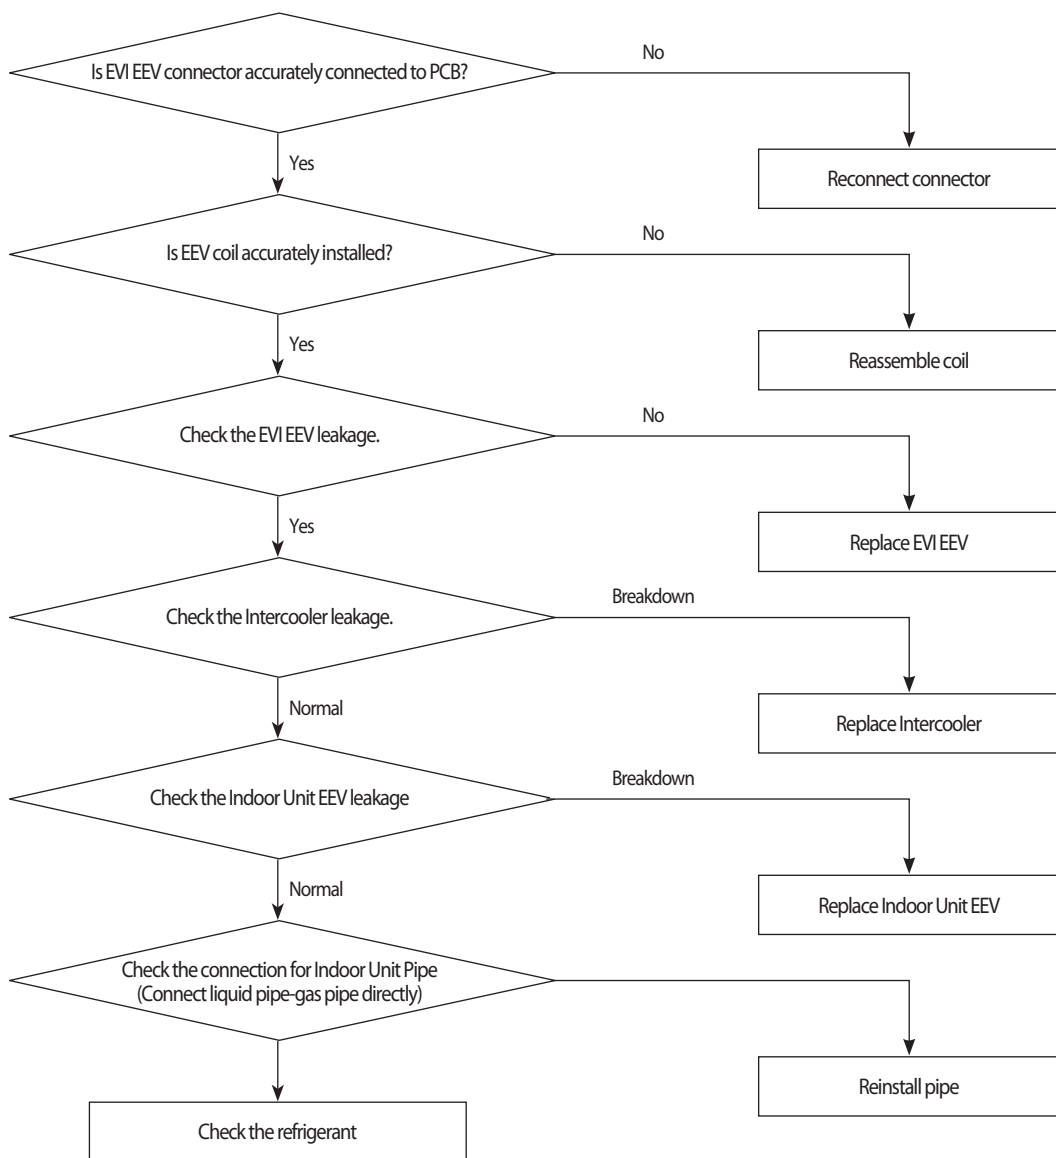 Is EVI EEV connector accurately connected to PCB?
No
Yes
Reconnect connector
Is EEV coil accurately installed?
No
Yes
Reassemble coil
Check the EVI EEV leakage.
No
Yes
Replace EVI EEV
Check the Intercooler leakage.
Breakdown
Normal
Replace Intercooler
Check the Indoor Unit EEV leakage
Breakdown
Normal
Replace Indoor Unit EEV
Check the connection for Indoor Unit Pipe
(Connect liquid pipe-gas pipe directly)
Reinstall pipe
Check the refrigerant